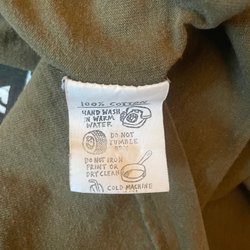 100% COTTON
HAND WASH
IN WARM
WATER
DO NOT
TUMBLE
DRY
DO NOT IRON
PRINT OR
DRY CLEAN
COLD MACHINE